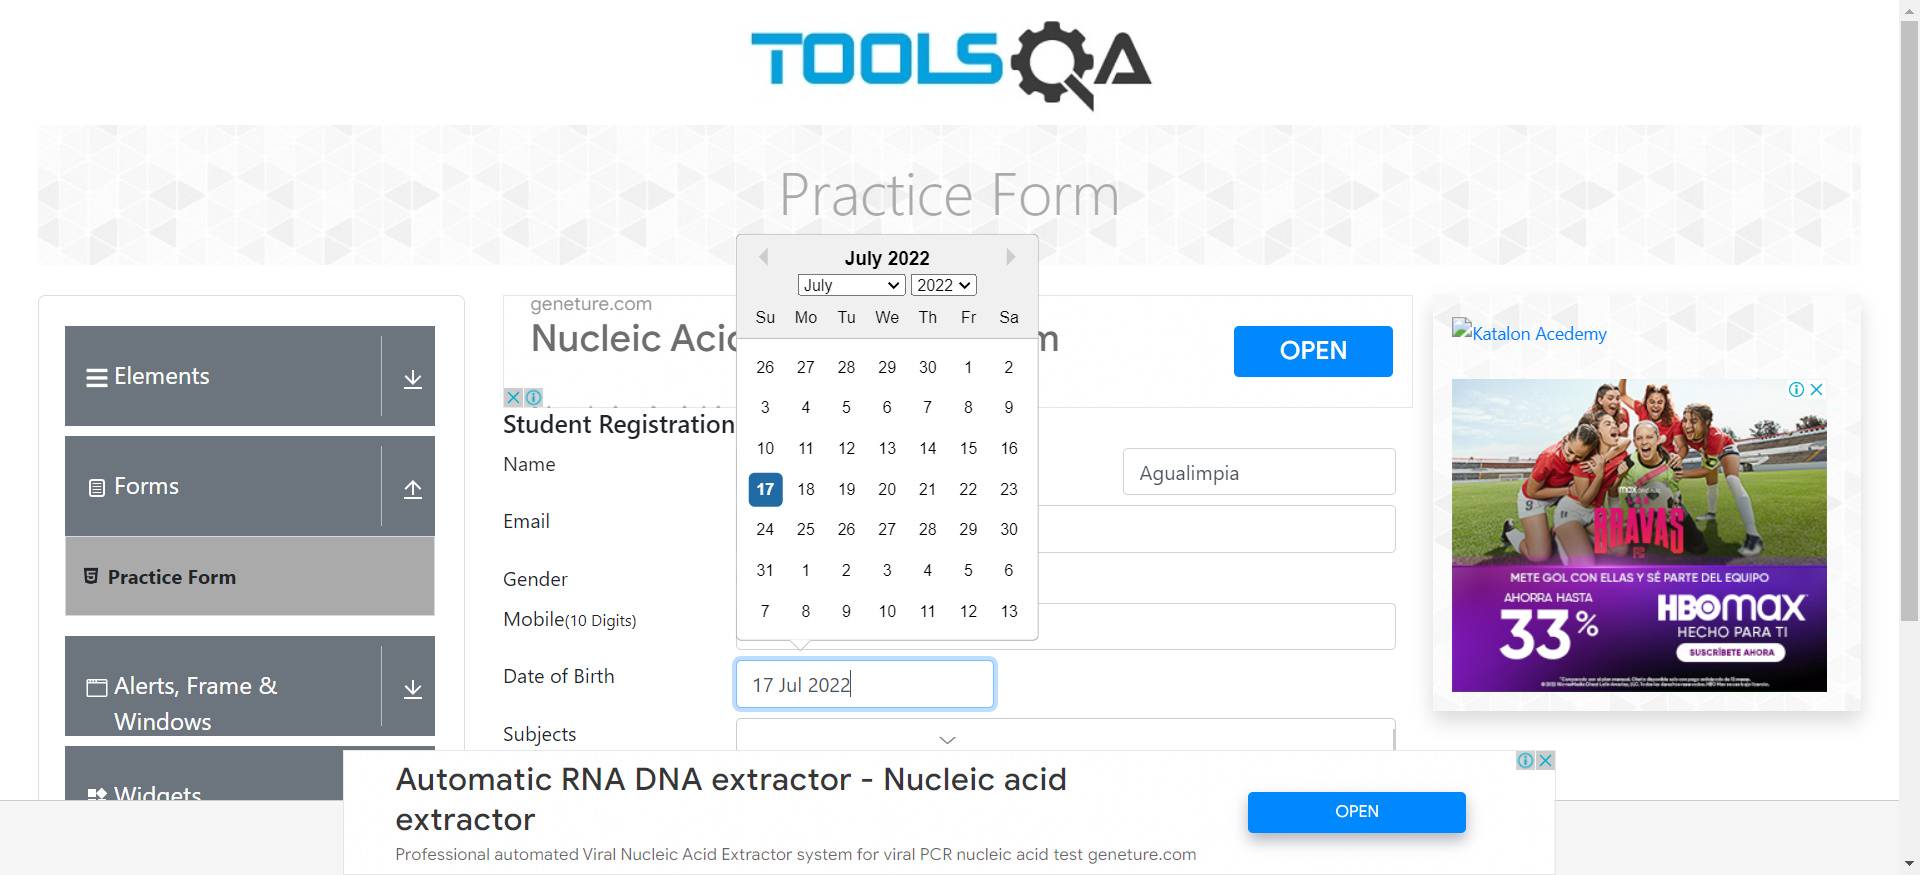 TOOLSQA
Practice Form
July 2022
July 2022
Su Mo Tu We Th Fr Sa
26 27 28 29 30 1 2
3 4 5 6 7 8 9
10 11 12 13 14 15 16
17 18 19 20 21 22 23
24 25 26 27 28 29 30
31 1 2 3 4 5 6
7 8 9 10 11 12 13
Elements
Forms
Practice Form
Alerts, Frame &
Windows
Widgets
geneture.com
Nucleic Acid
OPEN
Student Registration
Name
Agualimpia
Email
Gender
Mobile(10 Digits)
Date of Birth
17 Jul 2022
Subjects
Katalon Acedemy
max
BRAVAS
FC
METE GOL CON ELLAS Y SÉ PARTE DEL EQUIPO
AHORRA HASTA
33%
HBOMAX
HECHO PARA TI
SUSCRÍBETE AHORA
Automatic RNA DNA extractor - Nucleic acid
extractor
Professional automated Viral Nucleic Acid Extractor system for viral PCR nucleic acid test geneture.com
OPEN